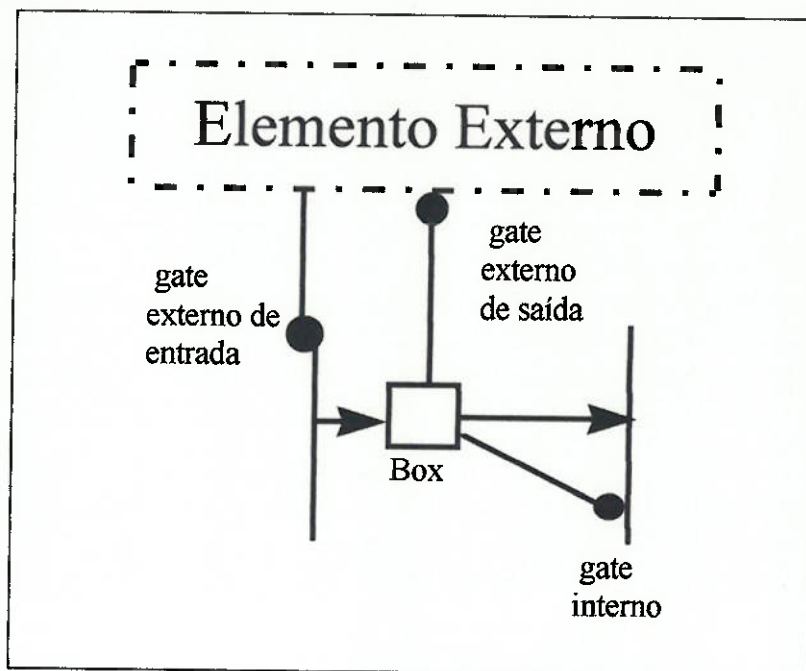 Elemento Externo
gate
externo de
entrada
gate
externo
de saída
Box
gate
interno